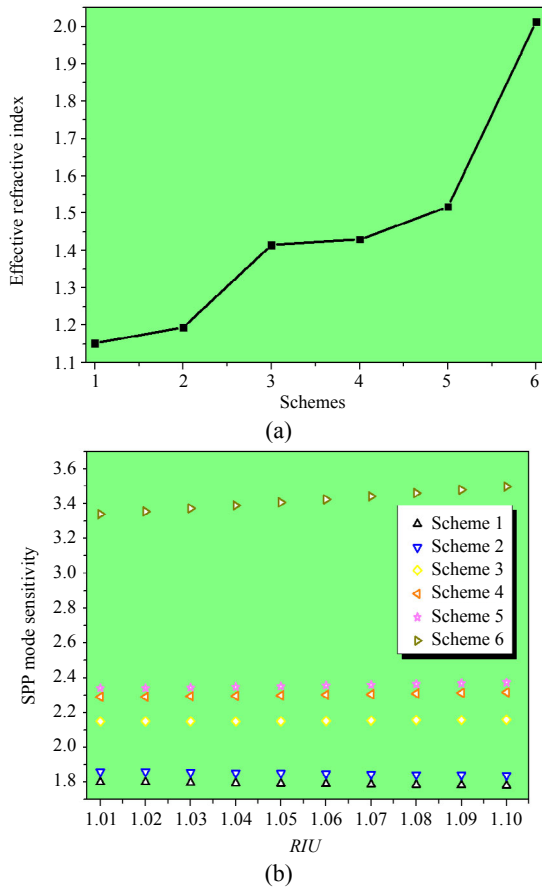 2.0
1.9
1.8
1.7
1.6
1.5
1.4
1.3
1.2
1.1
Effective refractive index
1 2 3 4 5 6
Schemes
(a)
3.6
3.4
3.2
3.0
2.8
2.6
2.4
2.2
2.0
1.8
SPP mode sensitivity
Scheme 1
Scheme 2
Scheme 3
Scheme 4
Scheme 5
Scheme 6
1.01 1.02 1.03 1.04 1.05 1.06 1.07 1.08 1.09 1.10
RIU
(b)